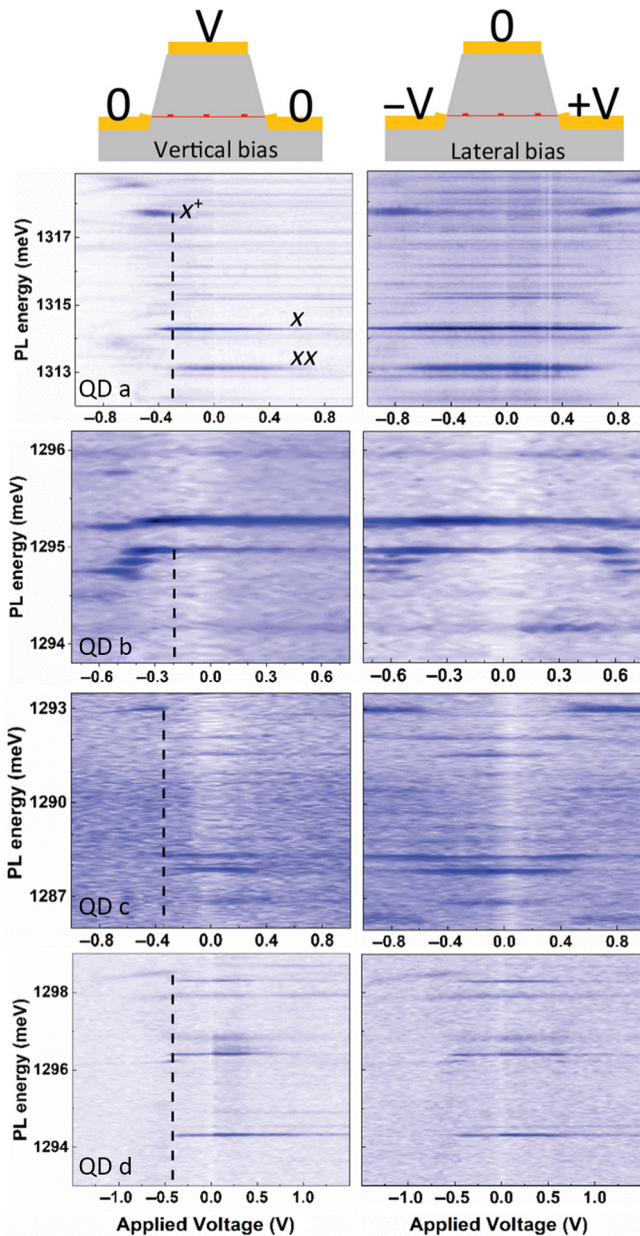 V
0
0
0
−V
+V
Vertical bias
Lateral bias
PL energy (meV)
1317
1315
1313
x+
x
xx
QD a
−0.8 −0.4 0.0 0.4 0.8
−0.8 −0.4 0.0 0.4 0.8
PL energy (meV)
1296
1295
1294
QD b
−0.6 −0.3 0.0 0.3 0.6
−0.6 −0.3 0.0 0.3 0.6
PL energy (meV)
1293
1290
1287
QD c
−0.8 −0.4 0.0 0.4 0.8
−0.8 −0.4 0.0 0.4 0.8
PL energy (meV)
1298
1296
1294
QD d
−1.0 −0.5 0.0 0.5 1.0
−1.0 −0.5 0.0 0.5 1.0
Applied Voltage (V)
Applied Voltage (V)